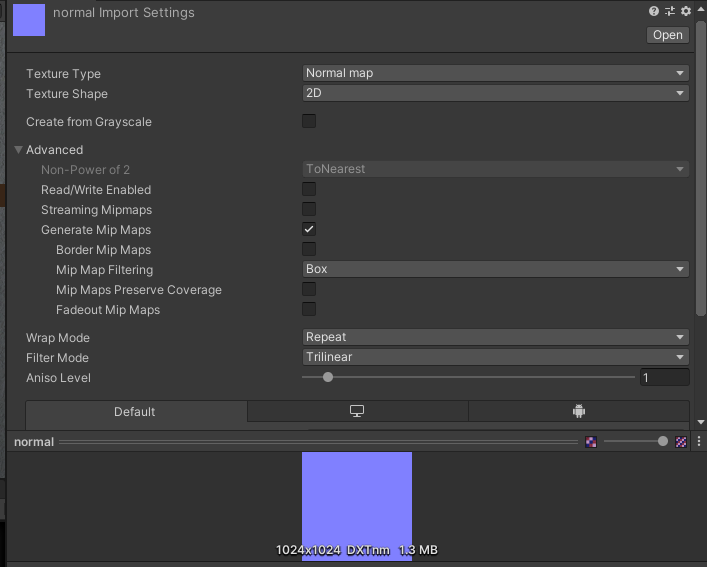 normal Import Settings
Open
Texture Type Normal map
Texture Shape 2D
Create from Grayscale
Advanced
Non-Power of 2 ToNearest
Read/Write Enabled
Streaming Mipmaps
Generate Mip Maps
Border Mip Maps
Mip Map Filtering Box
Mip Maps Preserve Coverage
Fadeout Mip Maps
Wrap Mode Repeat
Filter Mode Trilinear
Aniso Level 1
Default
normal
1024x1024 DXTnm 1.3 MB